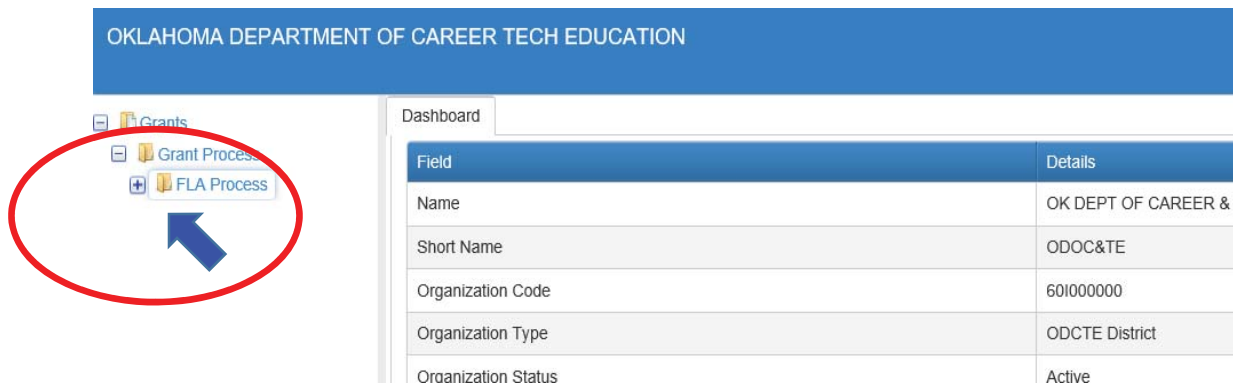 OKLAHOMA DEPARTMENT OF CAREER TECH EDUCATION
Grants
Grant Process
FLA Process
Dashboard
Field Details
Name OK DEPT OF CAREER &
Short Name ODOC&TE
Organization Code 60I000000
Organization Type ODCTE District
Organization Status Active